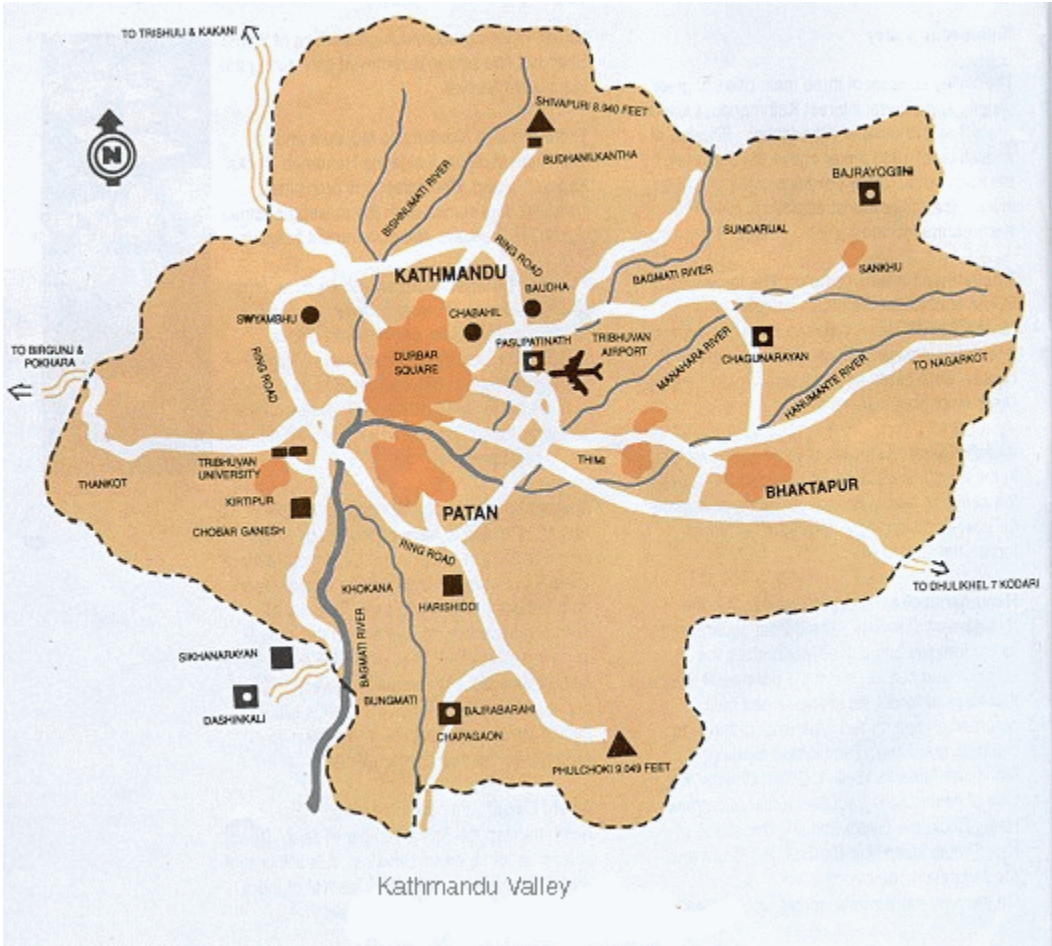 TO TRISHULI & KAKANI
N
SHIVAPURI 8.940 FEET
BUDHANILKANTHA
BISHNUMATI RIVER
BAJRAYOGINI
SUNDARIJAL
SANKHU
RING ROAD
KATHMANDU
BAUDHA
BAGMATI RIVER
SWYAMBHU
CHABAHIL
PASUPATINATH
TRIBHUVAN
AIRPORT
MANAHARA RIVER
CHAGUNARAYAN
TO BIRGUNJ &
POKHARA
RING ROAD
DURBAR
SQUARE
HANUMANTE RIVER
TO NAGARKOT
TRIBHUVAN
UNIVERSITY
THIMI
THANKOT
BHAKTAPUR
KIRTIPUR
PATAN
CHOBAR GANESH
RING ROAD
KHOKANA
HARISHIDDI
TO DHULIKHEL 7 KODARI
BAGMATI RIVER
SIKHANARAYAN
DASHINKALI
BUNGMATI
BAJRABARAHI
CHAPAGAON
PHULCHOKI 9.049 FEET
Kathmandu Valley